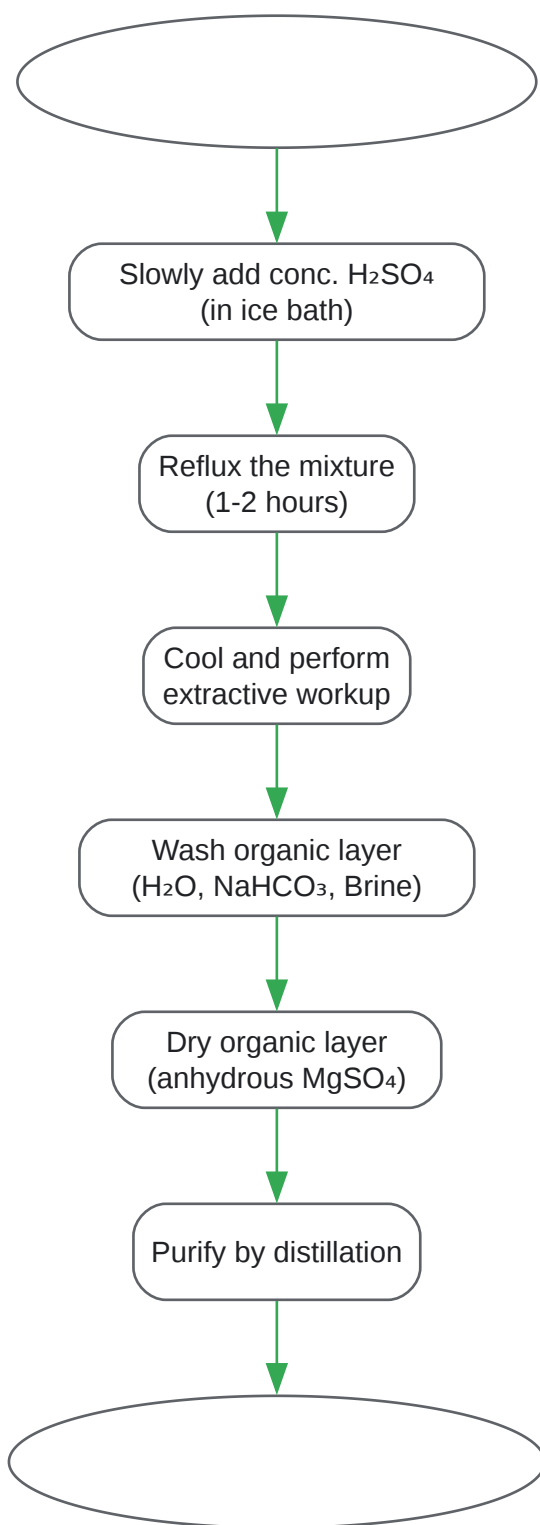 Slowly add conc. H₂SO₄
(in ice bath)
Reflux the mixture
(1-2 hours)
Cool and perform
extractive workup
Wash organic layer
(H₂O, NaHCO₃, Brine)
Dry organic layer
(anhydrous MgSO₄)
Purify by distillation